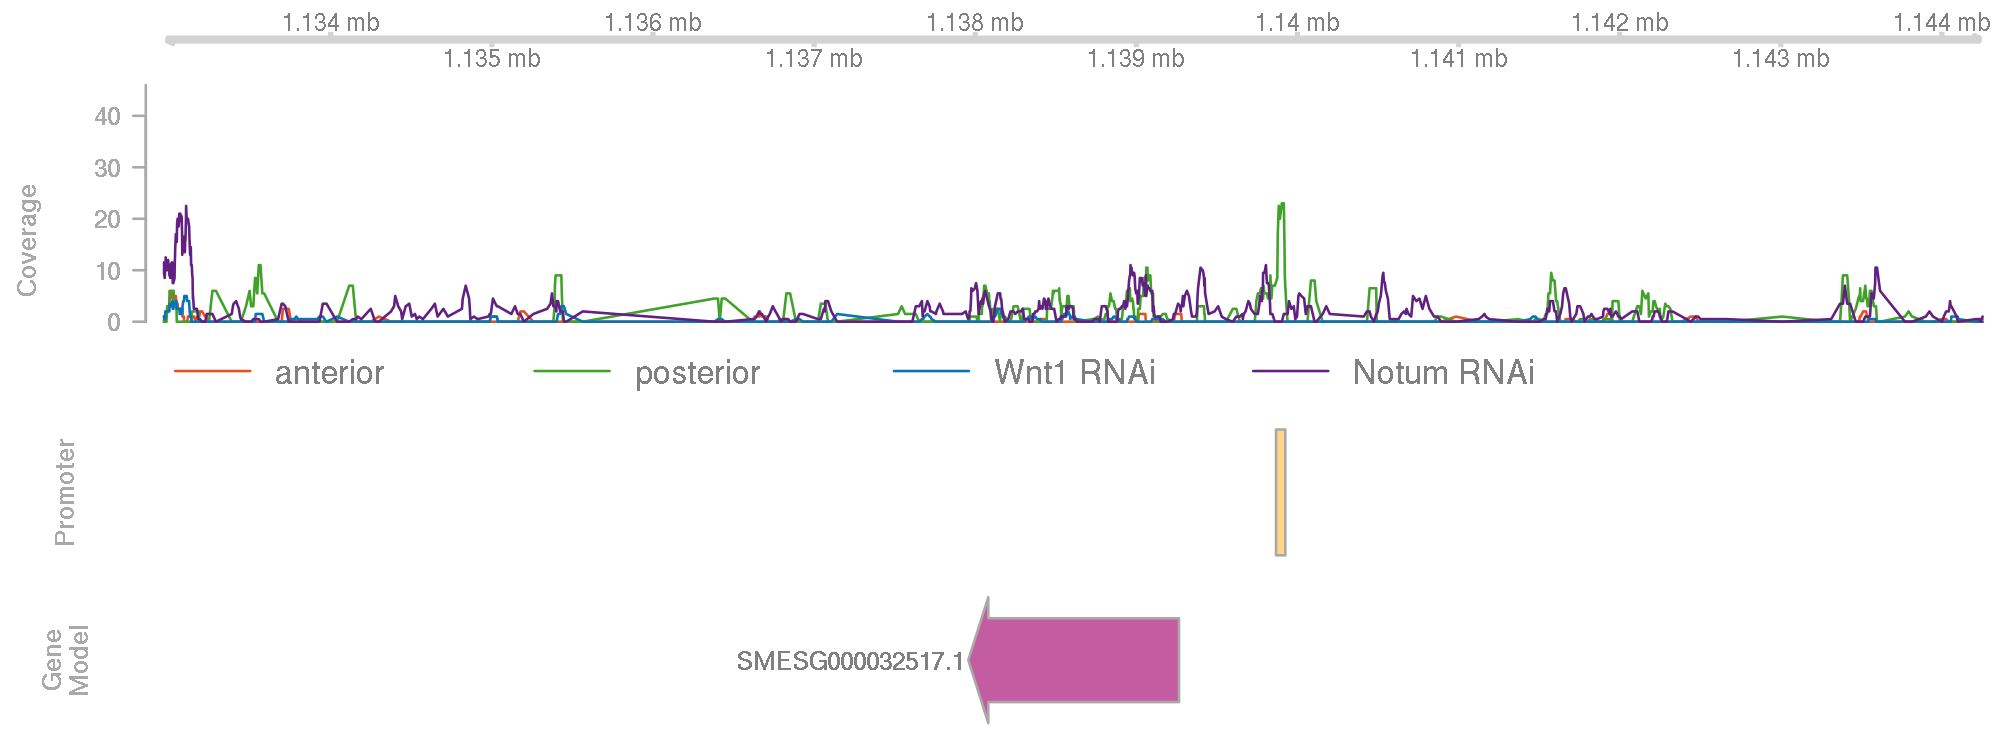 1.134 mb 1.136 mb 1.138 mb 1.14 mb 1.142 mb 1.144 mb
1.135 mb 1.137 mb 1.139 mb 1.141 mb 1.143 mb
Coverage
40
30
20
10
0
anterior posterior Wnt1 RNAi Notum RNAi
Promoter
Gene
Model
SMESG000032517.1